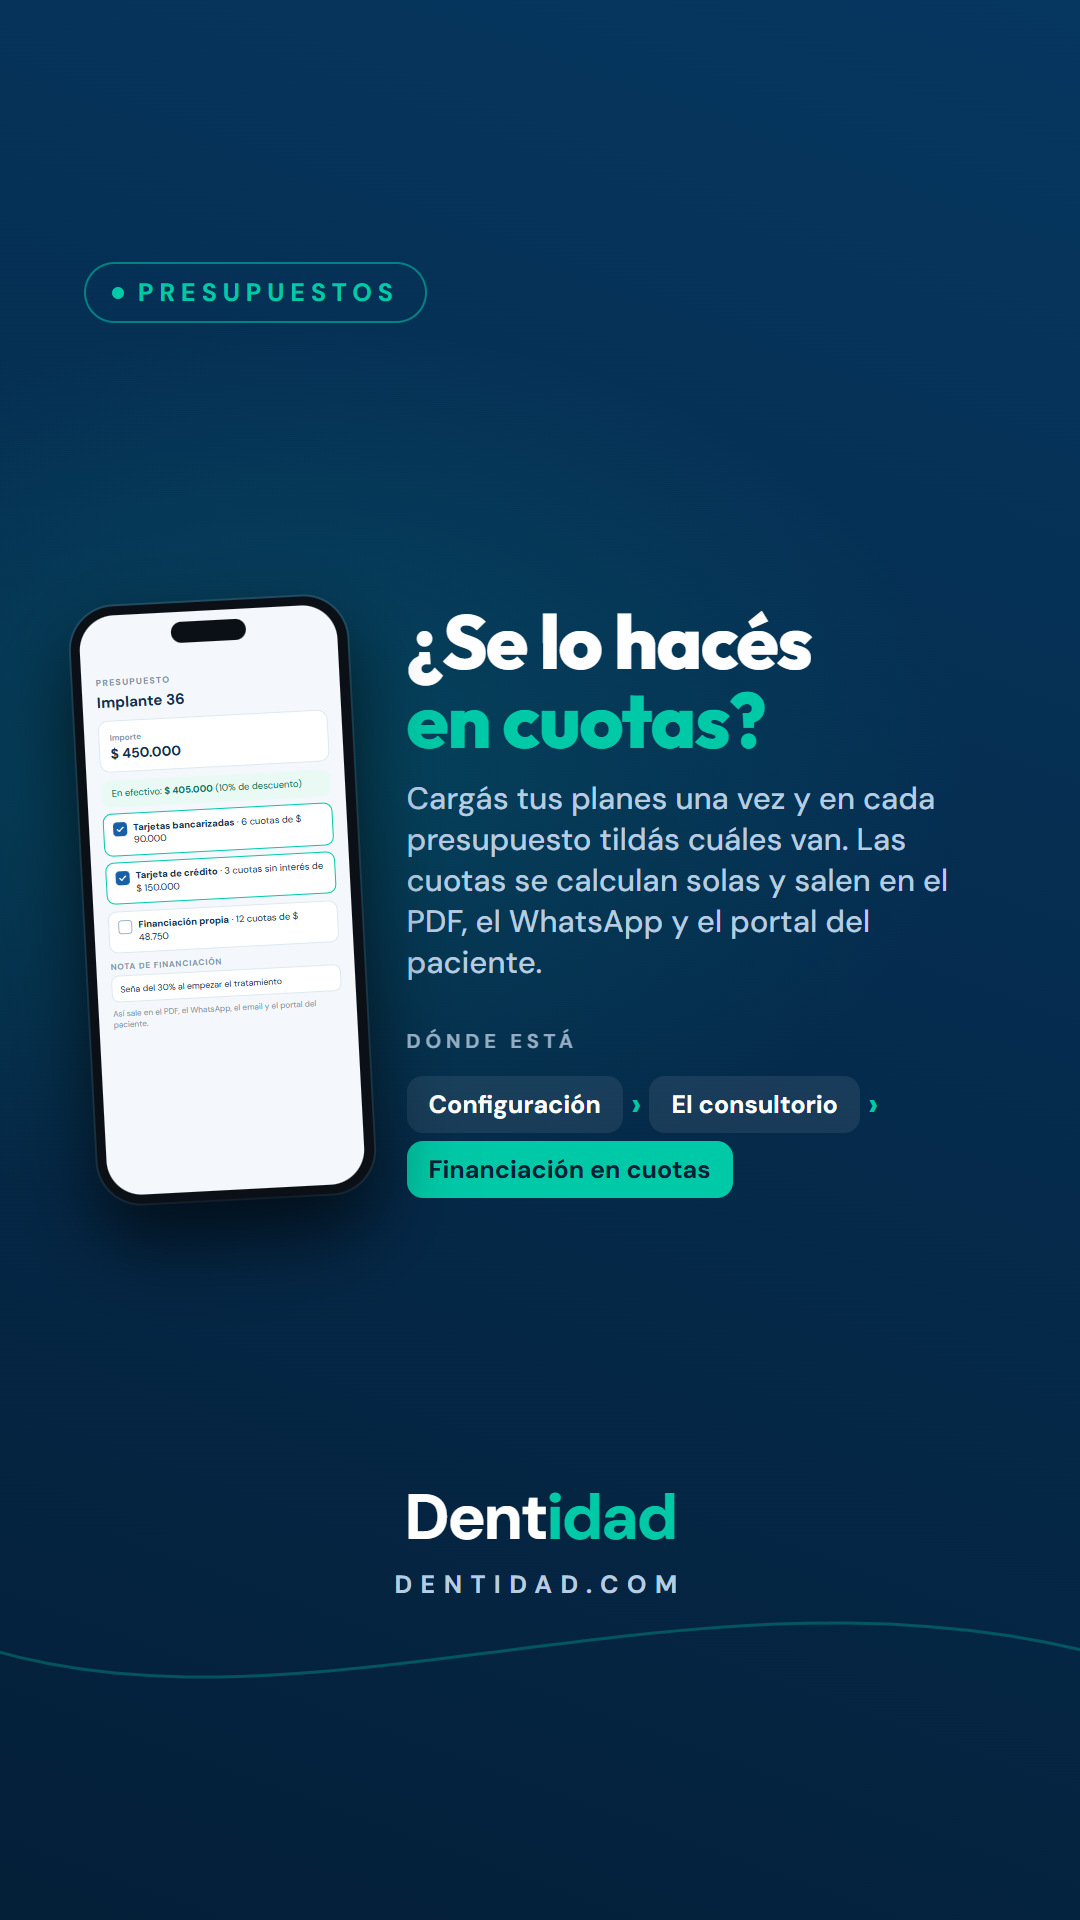 PRESUPUESTOS
PRESUPUESTO
Implante 36
Importe
$ 450.000
En efectivo: $ 405.000 (10% de descuento)
Tarjetas bancarizadas · 6 cuotas de $
90.000
Tarjeta de crédito · 3 cuotas sin interés de
$ 150.000
Financiación propia · 12 cuotas de $
48.750
NOTA DE FINANCIACIÓN
Seña del 30% al empezar el tratamiento
Así sale en el PDF, el WhatsApp, el email y el portal del
paciente.
¿Se lo hacés
en cuotas?
Cargás tus planes una vez y en cada
presupuesto tildás cuáles van. Las
cuotas se calculan solas y salen en el
PDF, el WhatsApp y el portal del
paciente.
DÓNDE ESTÁ
Configuración › El consultorio ›
Financiación en cuotas
Dentidad
DENTIDAD.COM